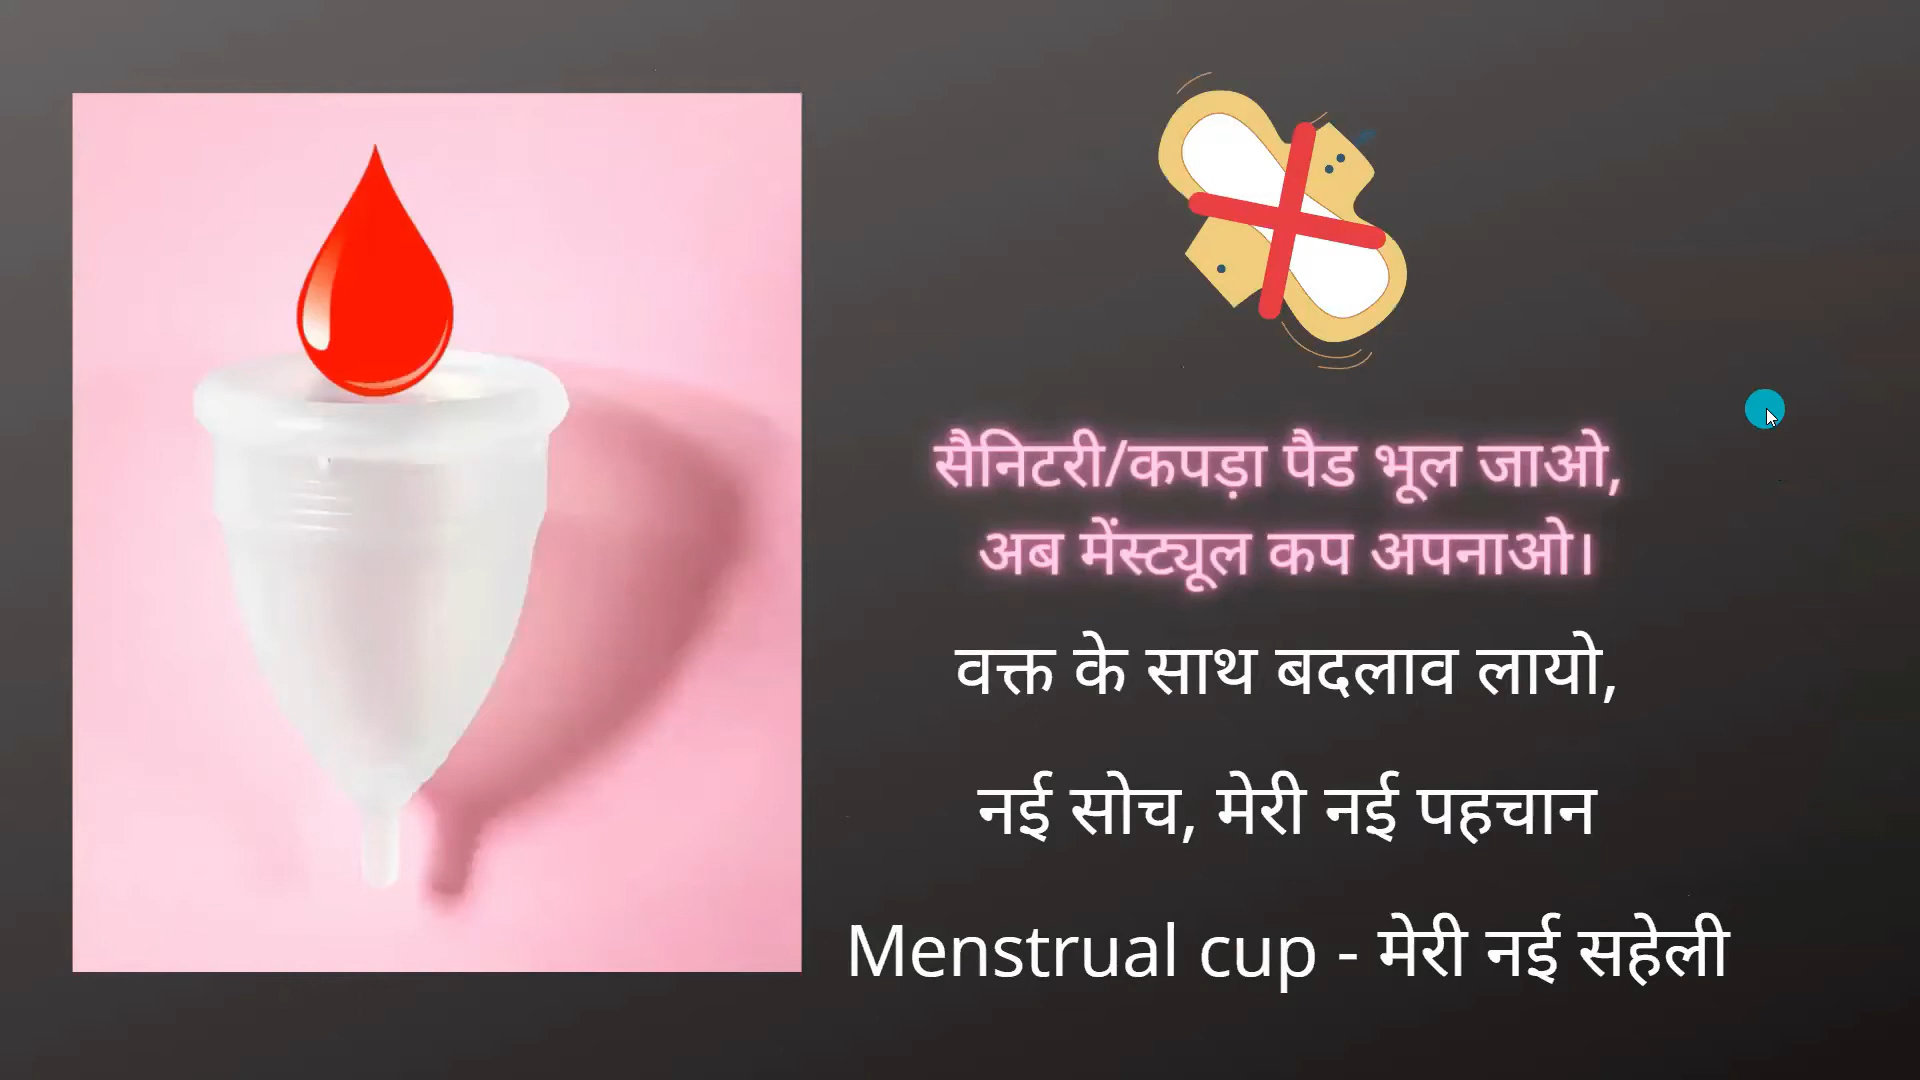 सैनिटरी/कपड़ा पैड भूल जाओ,
अब मेंस्ट्यूल कप अपनाओ।
वक्त के साथ बदलाव लायो,
नई सोच, मेरी नई पहचान
Menstrual cup - मेरी नई सहेली